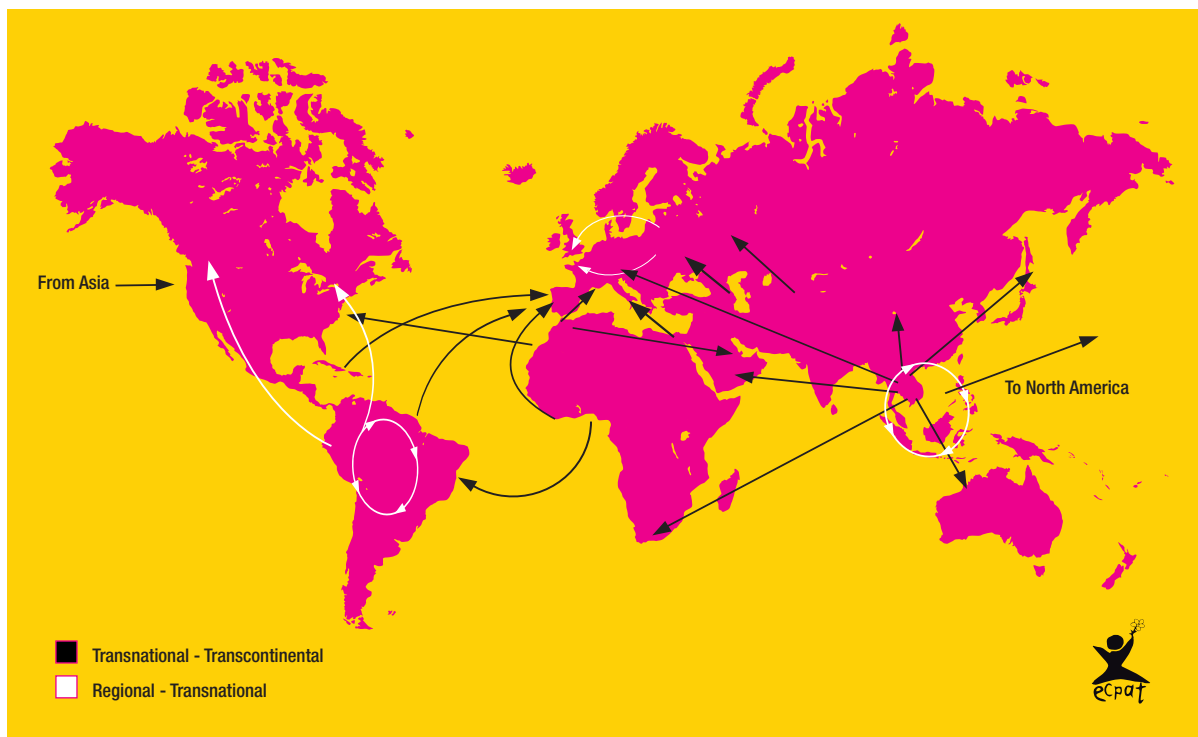 From Asia
To North America
Transnational - Transcontinental
Regional - Transnational
eCpat